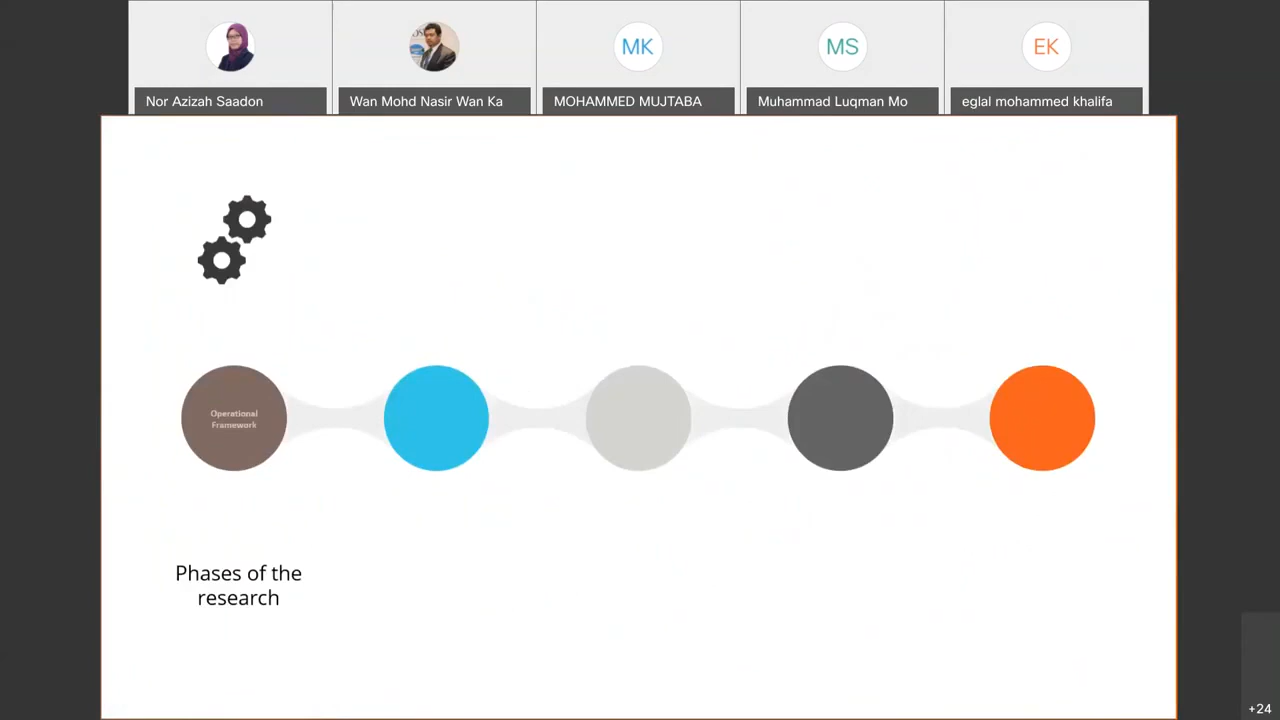 MK
MS
EK
Nor Azizah Saadon
Wan Mohd Nasir Wan Ka
MOHAMMED MUJTABA
Muhammad Luqman Mo
eglal mohammed khalifa
Operational
Framework
Phases of the
research
+24